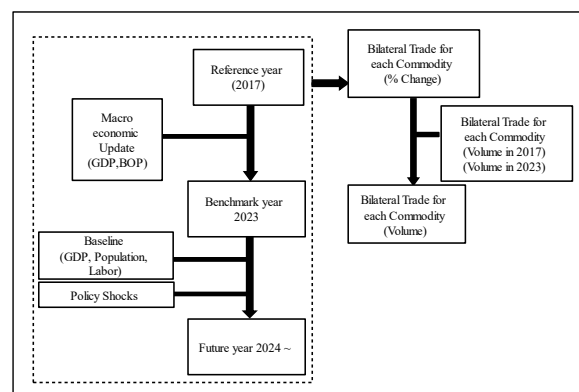 Reference year
(2017)
Macro
economic
Update
(GDP,BOP)
Benchmark year
2023
Baseline
(GDP, Population,
Labor)
Policy Shocks
Future year 2024 ~
Bilateral Trade for
each Commodity
(% Change)
Bilateral Trade for
each Commodity
(Volume in 2017)
(Volume in 2023)
Bilateral Trade for
each Commodity
(Volume)